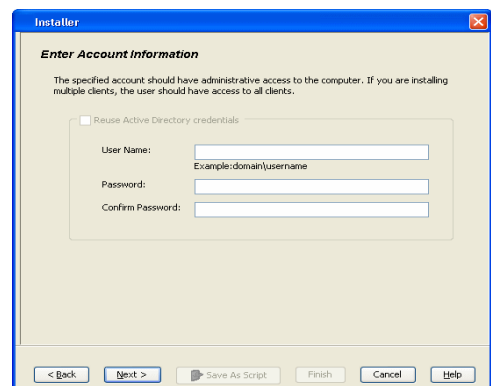 Installer
Enter Account Information
The specified account should have administrative access to the computer. If you are installing
multiple clients, the user should have access to all clients.
Reuse Active Directory credentials
User Name:
Example:domain\username
Password:
Confirm Password:
< Back Next > Save As Script Finish Cancel Help